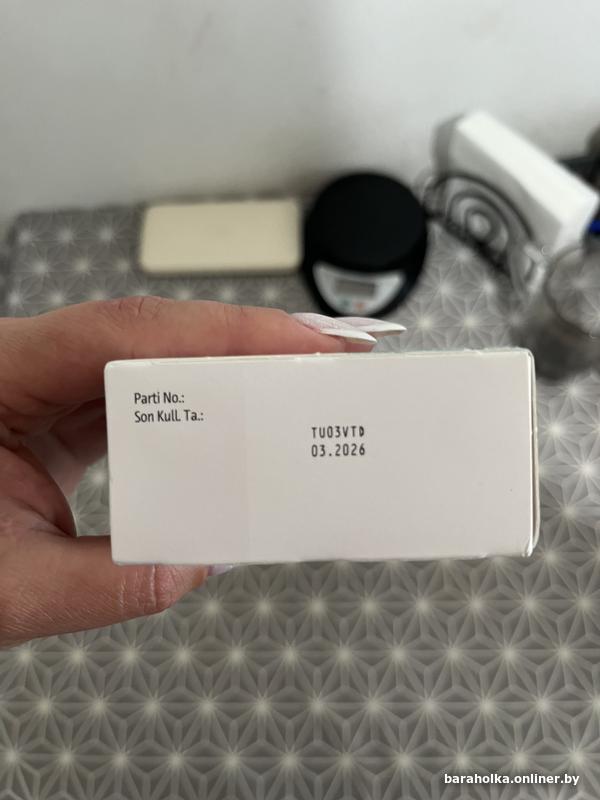 Parti No.:
Son Kull. Ta.:
TU03VTD
03.2026
baraholka.onliner.by